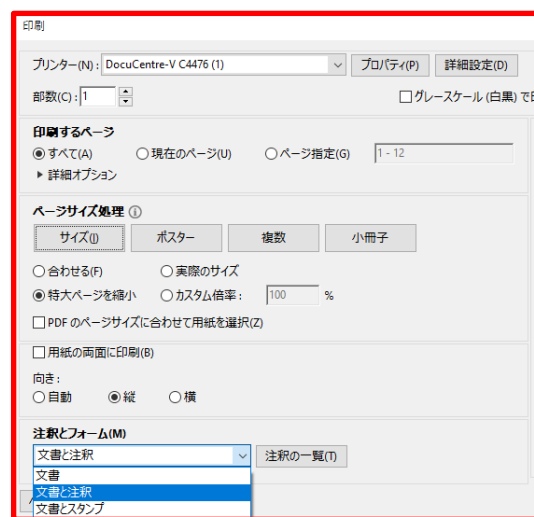 印刷
プリンター(N): DocuCentre-V C4476 (1) プロパティ(P) 詳細設定(D)
部数(C): 1 グレースケール (白黒) で
印刷するページ
すべて(A) 現在のページ(U) ページ指定(G) 1 - 12
詳細オプション
ページサイズ処理
サイズ(I) ポスター 複数 小冊子
合わせる(F) 実際のサイズ
特大ページを縮小 カスタム倍率: 100 %
PDF のページサイズに合わせて用紙を選択(Z)
用紙の両面に印刷(B)
向き:
自動 縦 横
注釈とフォーム(M)
文書と注釈 注釈の一覧(T)
文書
文書と注釈
文書とスタンプ